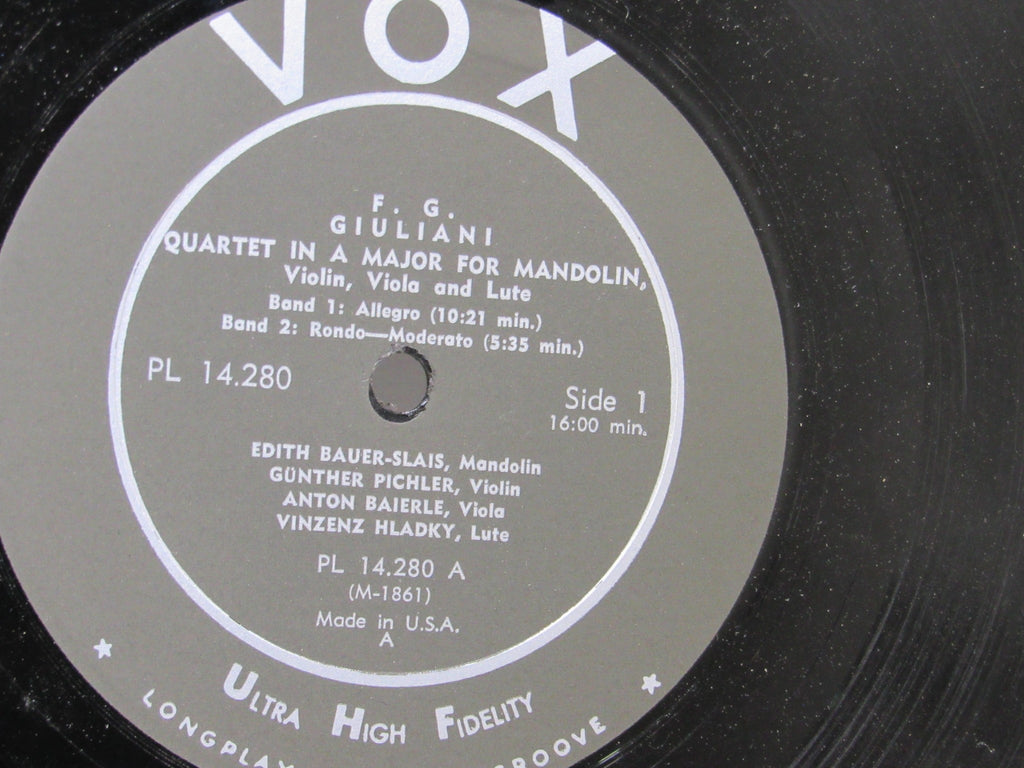 VOX
F. G.
GIULIANI
QUARTET IN A MAJOR FOR MANDOLIN,
Violin, Viola and Lute
Band 1: Allegro (10:21 min.)
Band 2: Rondo—Moderato (5:35 min.)
PL 14.280
Side 1
16:00 min.
EDITH BAUER-SLAIS, Mandolin
GÜNTHER PICHLER, Violin
ANTON BAIERLE, Viola
VINZENZ HLADKY, Lute
PL 14.280 A
(M-1861)
Made in U.S.A.
A
ULTRA HIGH FIDELITY